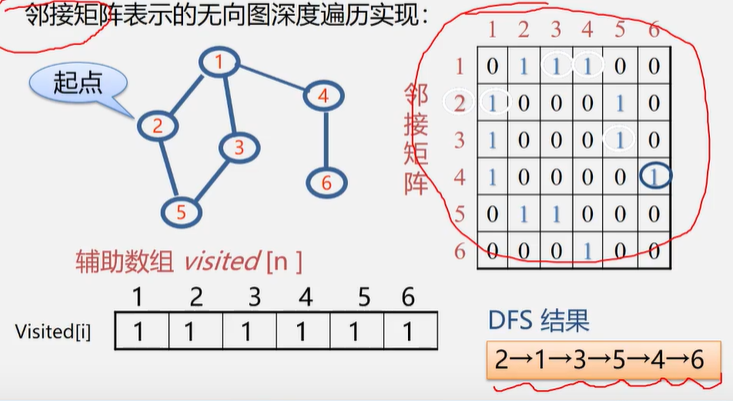 邻接矩阵表示的无向图深度遍历实现：
起点
1
2
3
4
5
6
邻接矩阵
1 2 3 4 5 6
1 0 1 1 1 0 0
2 1 0 0 0 1 0
3 1 0 0 0 1 0
4 1 0 0 0 0 1
5 0 1 1 0 0 0
6 0 0 0 1 0 0
辅助数组 visited [n ]
1 2 3 4 5 6
Visited[i] 1 1 1 1 1 1
DFS 结果
2→1→3→5→4→6